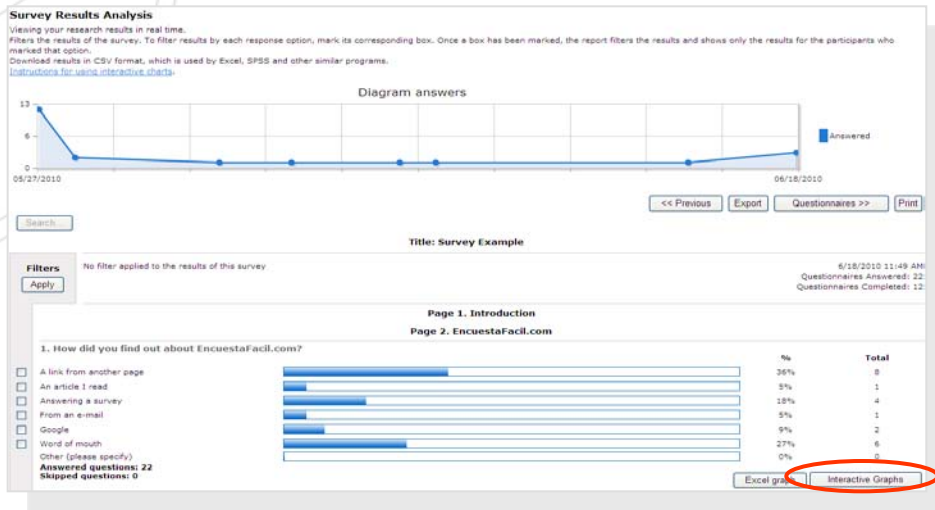 Survey Results Analysis
Viewing your research results in real time.
Filters the results of the survey. To filter results by each response option, mark its corresponding box. Once a box has been marked, the report filters the results and shows only the results for the participants who
marked that option.
Download results in CSV format, which is used by Excel, SPSS and other similar programs.
Instructions for using interactive charts.
Diagram answers
13
6
0
Answered
05/27/2010 06/18/2010
<< Previous Export Questionnaires >> Print
Search...
Title: Survey Example
Filters
Apply
No filter applied to the results of this survey
6/18/2010 11:49 AM
Questionnaires Answered: 22
Questionnaires Completed: 12
Page 1. Introduction
Page 2. EncuestaFacil.com
1. How did you find out about EncuestaFacil.com?
% Total
A link from another page 36% 8
An article I read 5% 1
Answering a survey 18% 4
From an e-mail 5% 1
Google 9% 2
Word of mouth 27% 6
Other (please specify) 0% 0
Answered questions: 22
Skipped questions: 0
Excel graph Interactive Graphs